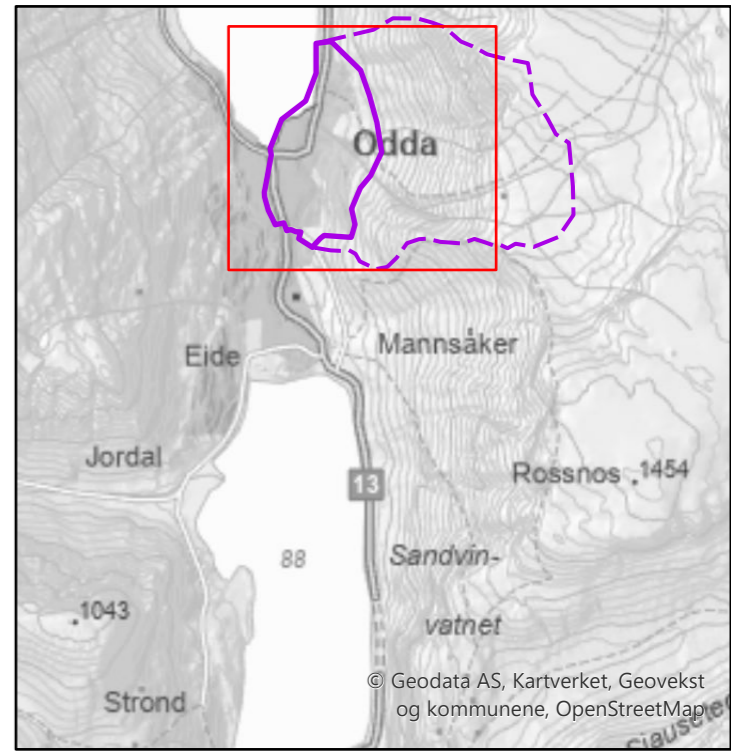 Odda
Eide
Mannsåker
Jordal
13
Rossnos
1454
88
Sandvin-
vatnet
1043
Strond
© Geodata AS, Kartverket, Geovekst
og kommunene, OpenStreetMap